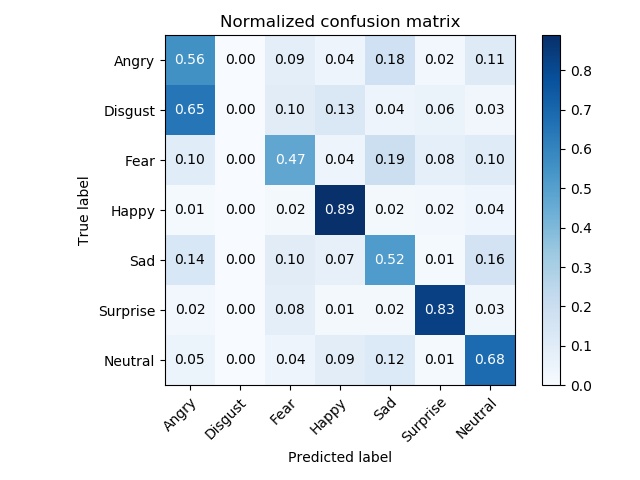 Normalized confusion matrix
Angry 0.56 0.00 0.09 0.04 0.18 0.02 0.11
Disgust 0.65 0.00 0.10 0.13 0.04 0.06 0.03
Fear 0.10 0.00 0.47 0.04 0.19 0.08 0.10
Happy 0.01 0.00 0.02 0.89 0.02 0.02 0.04
Sad 0.14 0.00 0.10 0.07 0.52 0.01 0.16
Surprise 0.02 0.00 0.08 0.01 0.02 0.83 0.03
Neutral 0.05 0.00 0.04 0.09 0.12 0.01 0.68
True label
Angry Disgust Fear Happy Sad Surprise Neutral
Predicted label
0.8
0.7
0.6
0.5
0.4
0.3
0.2
0.1
0.0